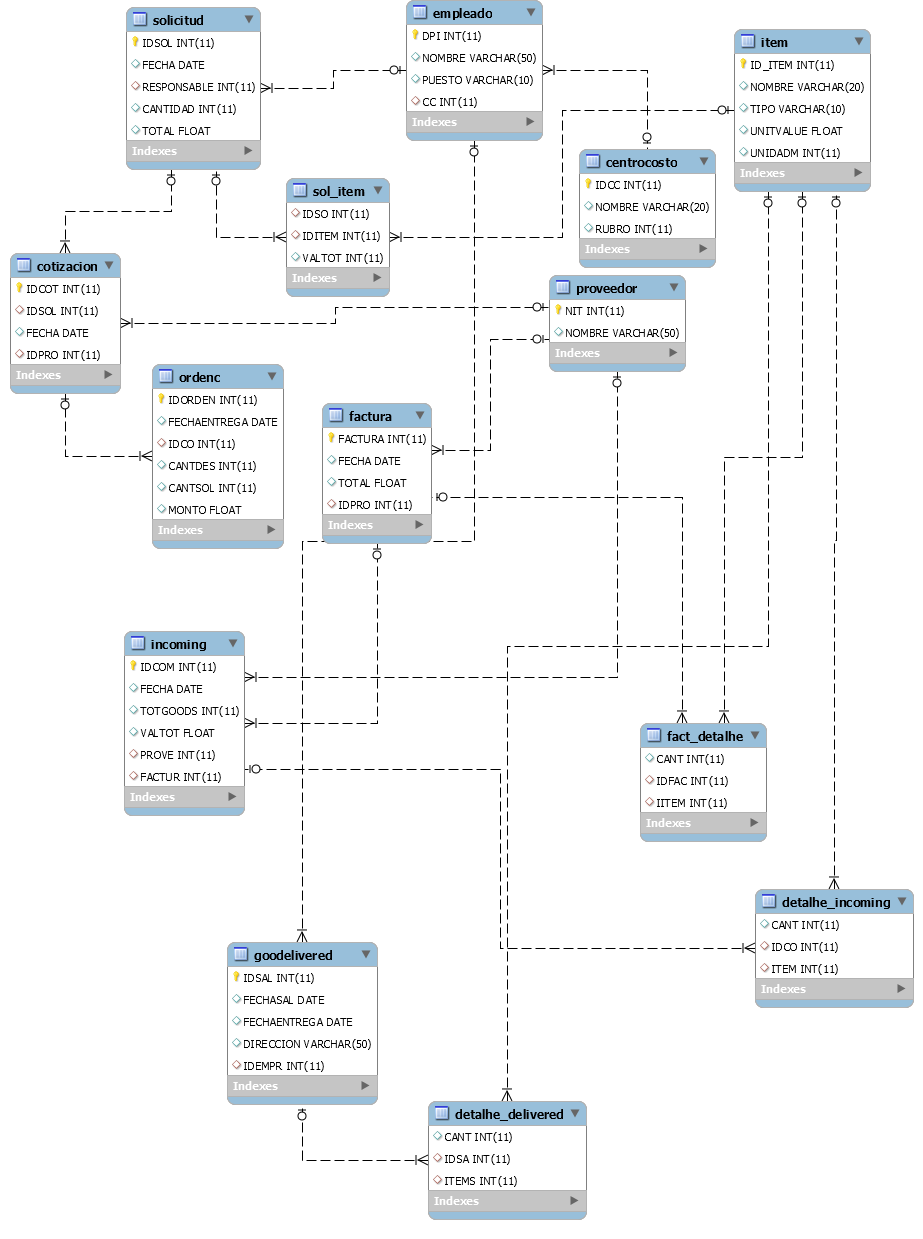 solicitud
IDSOL INT(11)
FECHA DATE
RESPONSABLE INT(11)
CANTIDAD INT(11)
TOTAL FLOAT
Indexes
empleado
DPI INT(11)
NOMBRE VARCHAR(50)
PUESTO VARCHAR(10)
CC INT(11)
Indexes
item
ID_ITEM INT(11)
NOMBRE VARCHAR(20)
TIPO VARCHAR(10)
UNITVALUE FLOAT
UNIDADM INT(11)
Indexes
centrocosto
IDCC INT(11)
NOMBRE VARCHAR(20)
RUBRO INT(11)
Indexes
sol_item
IDSO INT(11)
IDITEM INT(11)
VALTOT INT(11)
Indexes
cotizacion
IDCOT INT(11)
IDSOL INT(11)
FECHA DATE
IDPRO INT(11)
Indexes
proveedor
NIT INT(11)
NOMBRE VARCHAR(50)
Indexes
ordenc
IDORDEN INT(11)
FECHAENTREGA DATE
IDCO INT(11)
CANTDES INT(11)
CANTSOL INT(11)
MONTO FLOAT
Indexes
factura
FACTURA INT(11)
FECHA DATE
TOTAL FLOAT
IDPRO INT(11)
Indexes
incoming
IDCOM INT(11)
FECHA DATE
TOTGOODS INT(11)
VALTOT FLOAT
PROVE INT(11)
FACTUR INT(11)
Indexes
fact_detalhe
CANT INT(11)
IDFAC INT(11)
IITEM INT(11)
Indexes
detalhe_incoming
CANT INT(11)
IDCO INT(11)
ITEM INT(11)
Indexes
goodelivered
IDSAL INT(11)
FECHASAL DATE
FECHAENTREGA DATE
DIRECCION VARCHAR(50)
IDEMPR INT(11)
Indexes
detalhe_delivered
CANT INT(11)
IDSA INT(11)
ITEMS INT(11)
Indexes